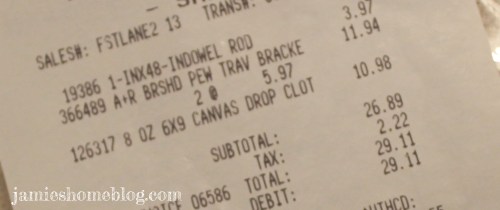 SALES#: FSTLANE2 13 TRANS#:
19386 1-INX48-INDOWEL ROD 3.97
366489 A+R BRSHD PEW TRAV BRACKE 11.94
2 @ 5.97
126317 8 OZ 6X9 CANVAS DROP CLOT 10.98
SUBTOTAL: 26.89
TAX: 2.22
06586 TOTAL: 29.11
DEBIT: 29.11
AUTHCD:
jamieshomeblog.com